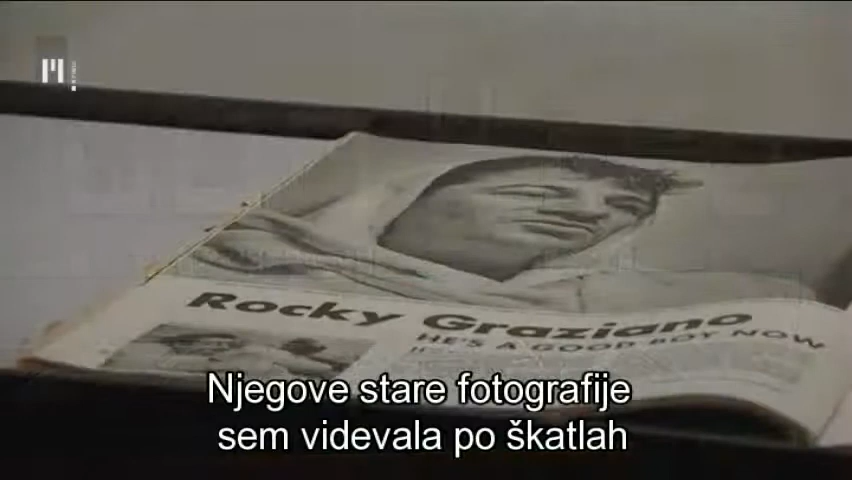 Rocky Graziano
HE'S A GOOD BOY NOW
Njegove stare fotografije
sem videvala po škatlah